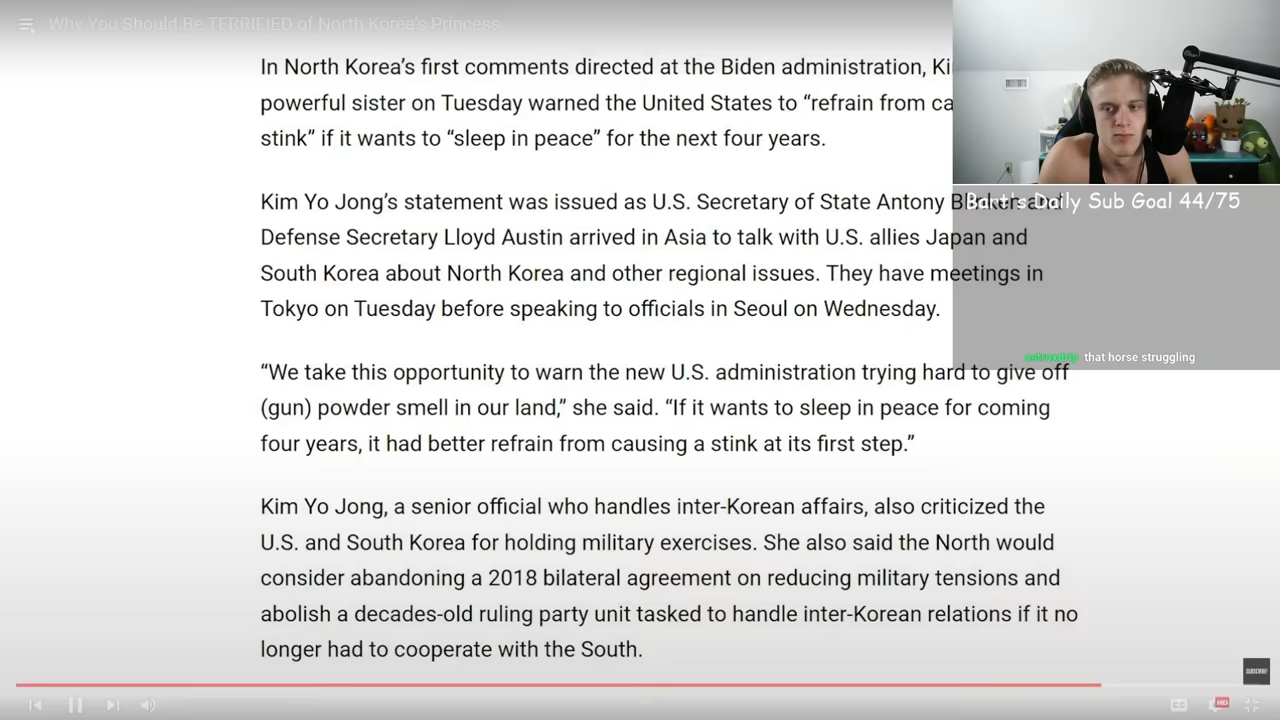 Why You Should Be TERRIFIED of North Korea's Princess
In North Korea's first comments directed at the Biden administration,
powerful sister on Tuesday warned the United States to "refrain from
stink" if it wants to "sleep in peace" for the next four years.
Kim Yo Jong's statement was issued as U.S. Secretary of State Antony Blinken and
Defense Secretary Lloyd Austin arrived in Asia to talk with U.S. allies Japan and
South Korea about North Korea and other regional issues. They have meetings in
Tokyo on Tuesday before speaking to officials in Seoul on Wednesday.
"We take this opportunity to warn the new U.S. administration trying hard to give off
(gun) powder smell in our land," she said. "If it wants to sleep in peace for coming
four years, it had better refrain from causing a stink at its first step."
Kim Yo Jong, a senior official who handles inter-Korean affairs, also criticized the
U.S. and South Korea for holding military exercises. She also said the North would
consider abandoning a 2018 bilateral agreement on reducing military tensions and
abolish a decades-old ruling party unit tasked to handle inter-Korean relations if it no
longer had to cooperate with the South.
Bart's Daily Sub Goal 44/75
that horse struggling
SUBSCRIBE!
CC
HD